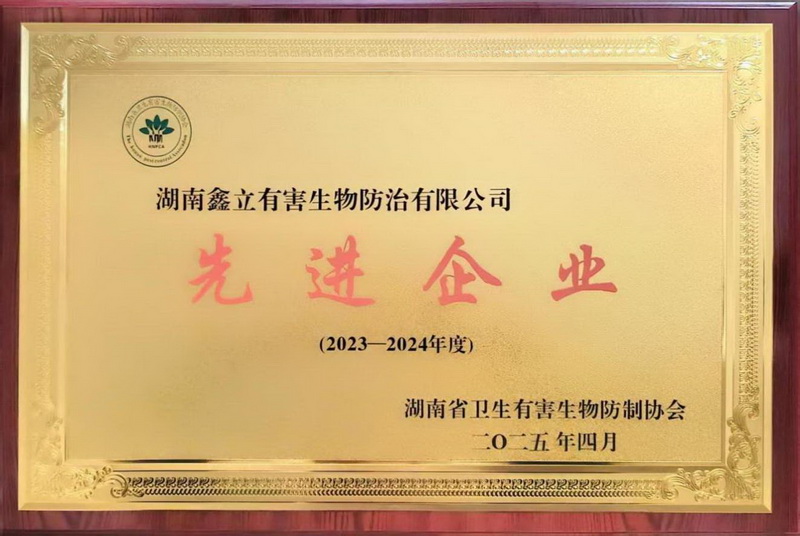 HNPCA
湖南鑫立有害生物防治有限公司
先进企业
(2023—2024年度)
湖南省卫生有害生物防制协会
二〇二五年四月